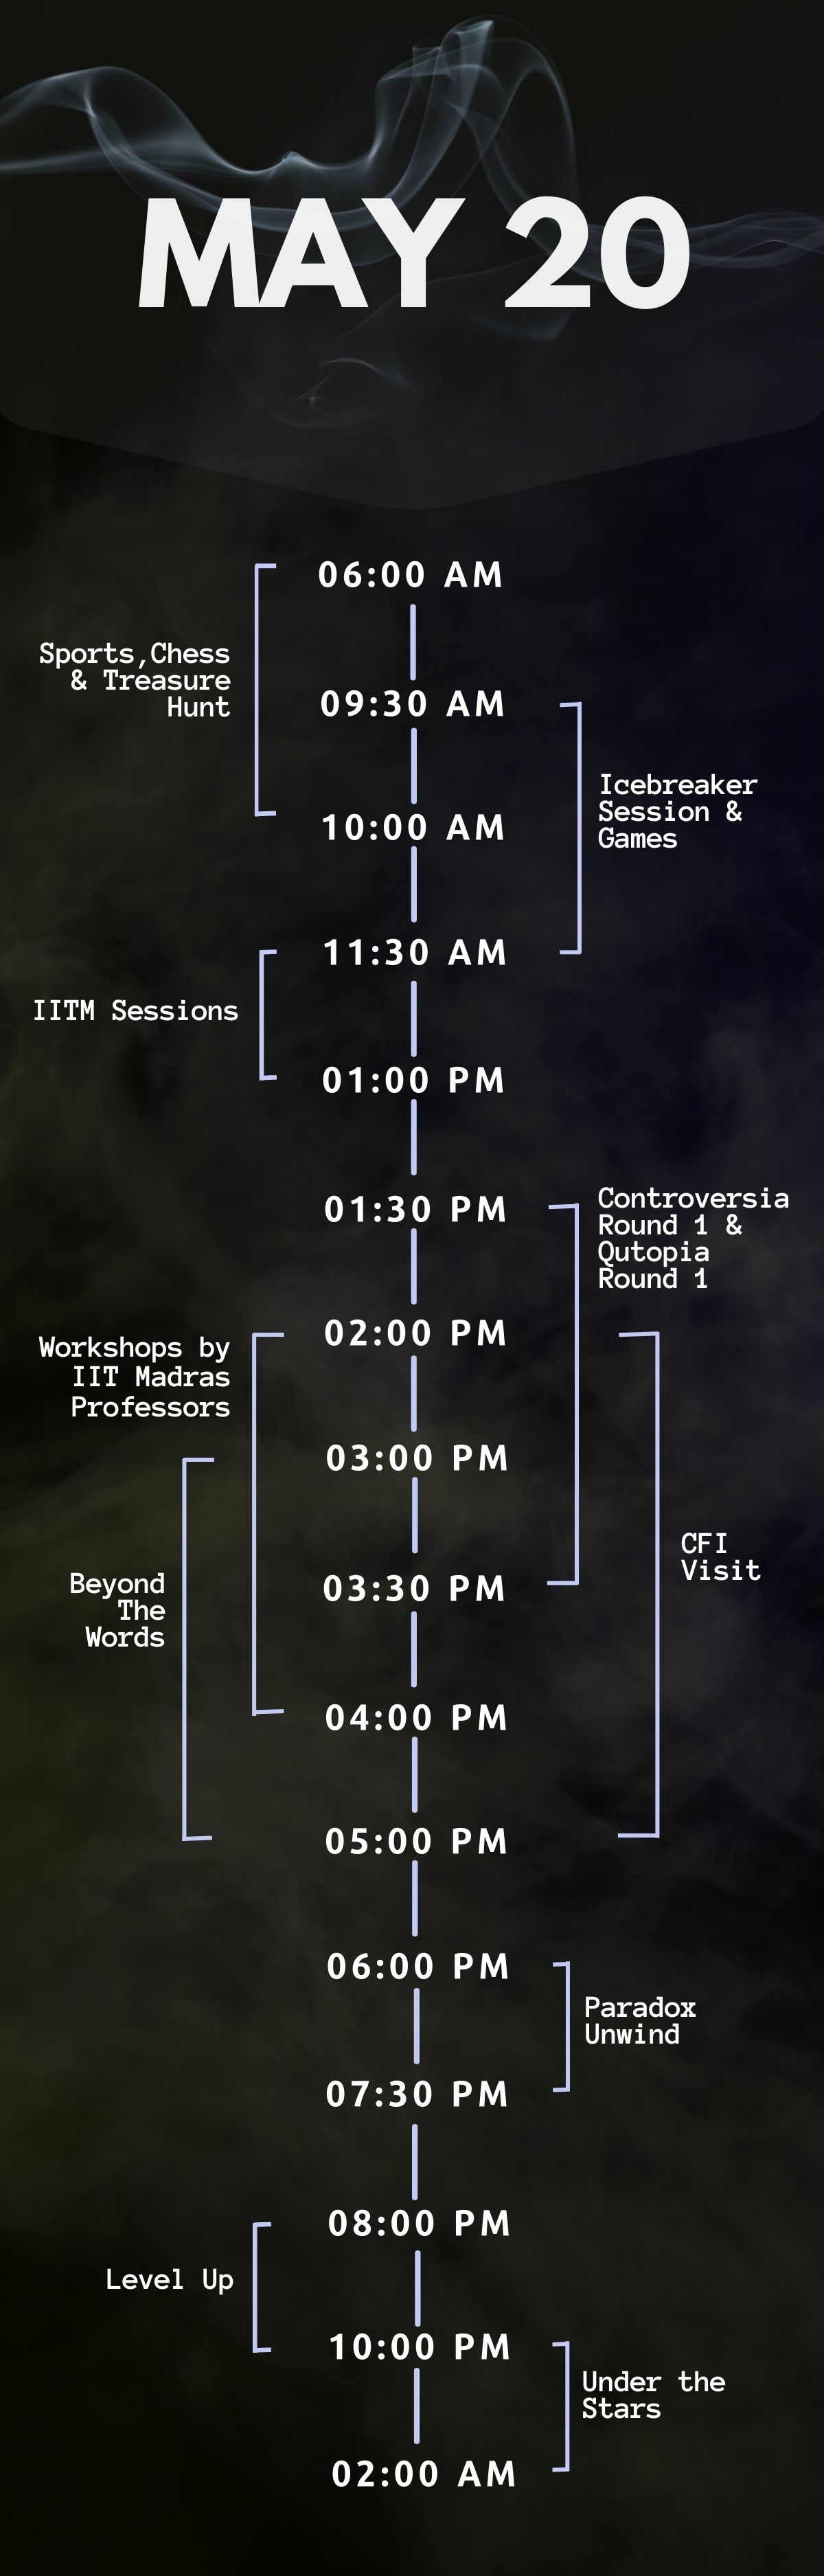 MAY 20
06:00 AM
Sports,Chess
& Treasure
Hunt
09:30 AM
Icebreaker
Session &
Games
10:00 AM
11:30 AM
IITM Sessions
01:00 PM
01:30 PM
Controversia
Round 1 &
Qutopia
Round 1
02:00 PM
Workshops by
IIT Madras
Professors
03:00 PM
CFI
Visit
Beyond
The
Words
03:30 PM
04:00 PM
05:00 PM
06:00 PM
Paradox
Unwind
07:30 PM
08:00 PM
Level Up
10:00 PM
Under the
Stars
02:00 AM